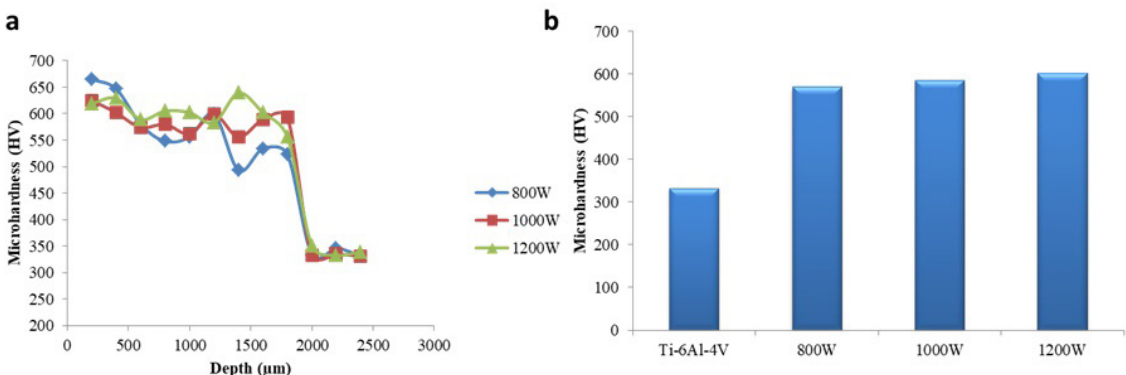 a
700
650
600
550
500
450
400
350
300
250
200
Microhardness (HV)
0 500 1000 1500 2000 2500 3000
Depth (µm)
800W
1000W
1200W
b
700
600
500
400
300
200
100
0
Microhardness (HV)
Ti-6Al-4V 800W 1000W 1200W